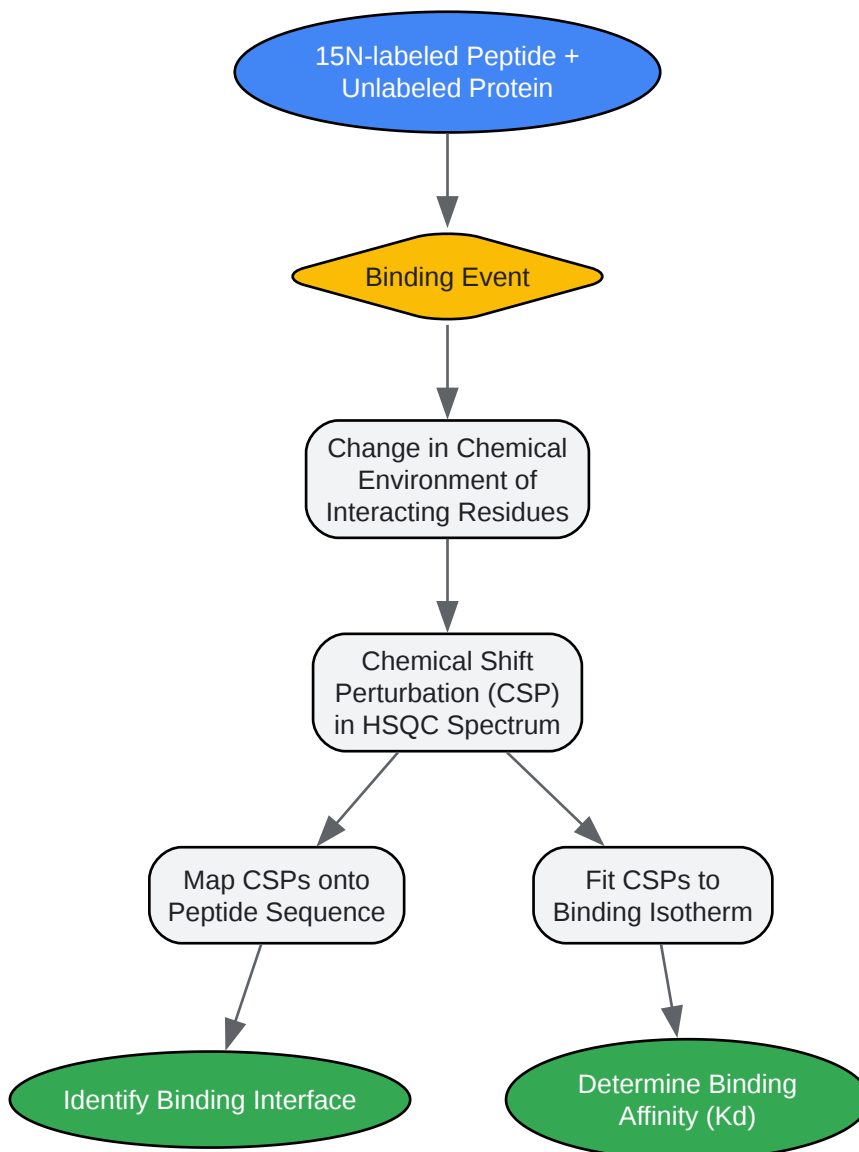 15N-labeled Peptide +
Unlabeled Protein
Binding Event
Change in Chemical
Environment of
Interacting Residues
Chemical Shift
Perturbation (CSP)
in HSQC Spectrum
Map CSPs onto
Peptide Sequence
Fit CSPs to
Binding Isotherm
Identify Binding Interface
Determine Binding
Affinity (Kd)